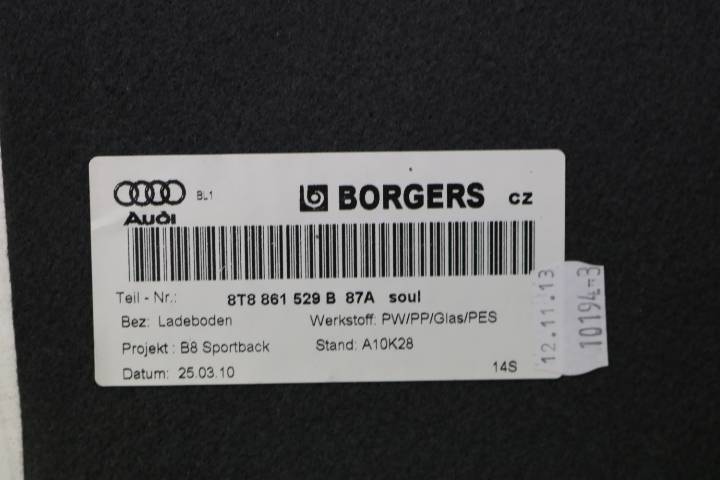 BL1
Audi
BORGERS CZ
Teil - Nr.: 8T8 861 529 B 87A soul
Bez: Ladeboden Werkstoff: PW/PP/Glas/PES
Projekt : B8 Sportback Stand: A10K28
Datum: 25.03.10 14S
12.11.13
10194-3